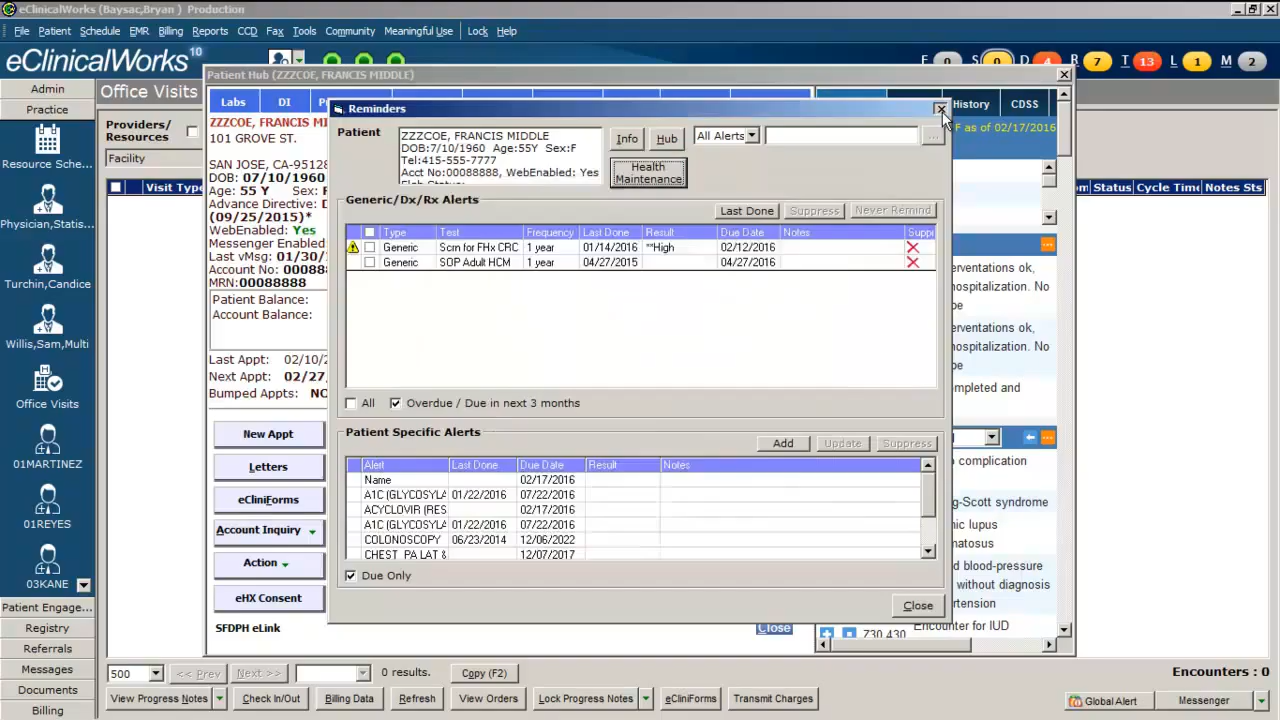 eClinicalWorks (Baysac,Bryan ) Production
File Patient Schedule EMR Billing Reports CCD Fax Tools Community Meaningful Use Lock Help
eClinicalWorks 10
E 0 S 0 D 4 R 7 T 13 L 1 M 2
Admin
Practice
Resource Sche...
Physician,Statis...
Turchin,Candice
Willis,Sam,Multi
Office Visits
01MARTINEZ
01REYES
03KANE
Patient Engage...
Registry
Referrals
Messages
Documents
Billing
Office Visits
Providers/
Resources
Facility
Visit Type
Status Cycle Time Notes Sts
Patient Hub (ZZZCOE, FRANCIS MIDDLE)
Labs DI
History CDSS
ZZZCOE, FRANCIS MI
101 GROVE ST.
SAN JOSE, CA-95128
DOB: 07/10/1960
Age: 55 Y Sex: F
Advance Directive: D
(09/25/2015)*
WebEnabled: Yes
Messenger Enabled
Last vMsg: 01/30/1
Account No: 00088
MRN:00088888
Patient Balance:
Account Balance:
Last Appt: 02/10
Next Appt: 02/27
Bumped Appts: NO
New Appt
Letters
eCliniForms
Account Inquiry
Action
eHX Consent
SFDPH eLink
Close
Reminders
Patient
ZZZCOE, FRANCIS MIDDLE
DOB:7/10/1960 Age:55Y Sex:F
Tel:415-555-7777
Acct No:00088888, WebEnabled: Yes
Info Hub All Alerts ...
Health
Maintenance
Generic/Dx/Rx Alerts
Last Done Suppress Never Remind
Type Test Frequency Last Done Result Due Date Notes Suppr
Generic Scrn for FHx CRC 1 year 01/14/2016 **High 02/12/2016
Generic SOP Adult HCM 1 year 04/27/2015 04/27/2016
All Overdue / Due in next 3 months
Patient Specific Alerts
Add Update Suppress
Alert Last Done Due Date Result Notes
Name 02/17/2016
A1C (GLYCOSYLA 01/22/2016 07/22/2016
ACYCLOVIR (RES 02/17/2016
A1C (GLYCOSYLA 01/22/2016 07/22/2016
COLONOSCOPY 06/23/2014 12/06/2022
CHEST PA LAT & 12/07/2017
Due Only
Close
F as of 02/17/2016
erventions ok,
hospitalization. No
pe
erventions ok,
hospitalization. No
pe
mpleted and
n complication
g-Scott syndrome
nic lupus
matosus
d blood-pressure
without diagnosis
rtension
Z30.430 Encounter for IUD
500 << Prev Next >> 0 results. Copy (F2) Encounters : 0
View Progress Notes Check In/Out Billing Data Refresh View Orders Lock Progress Notes eCliniForms Transmit Charges Global Alert Messenger